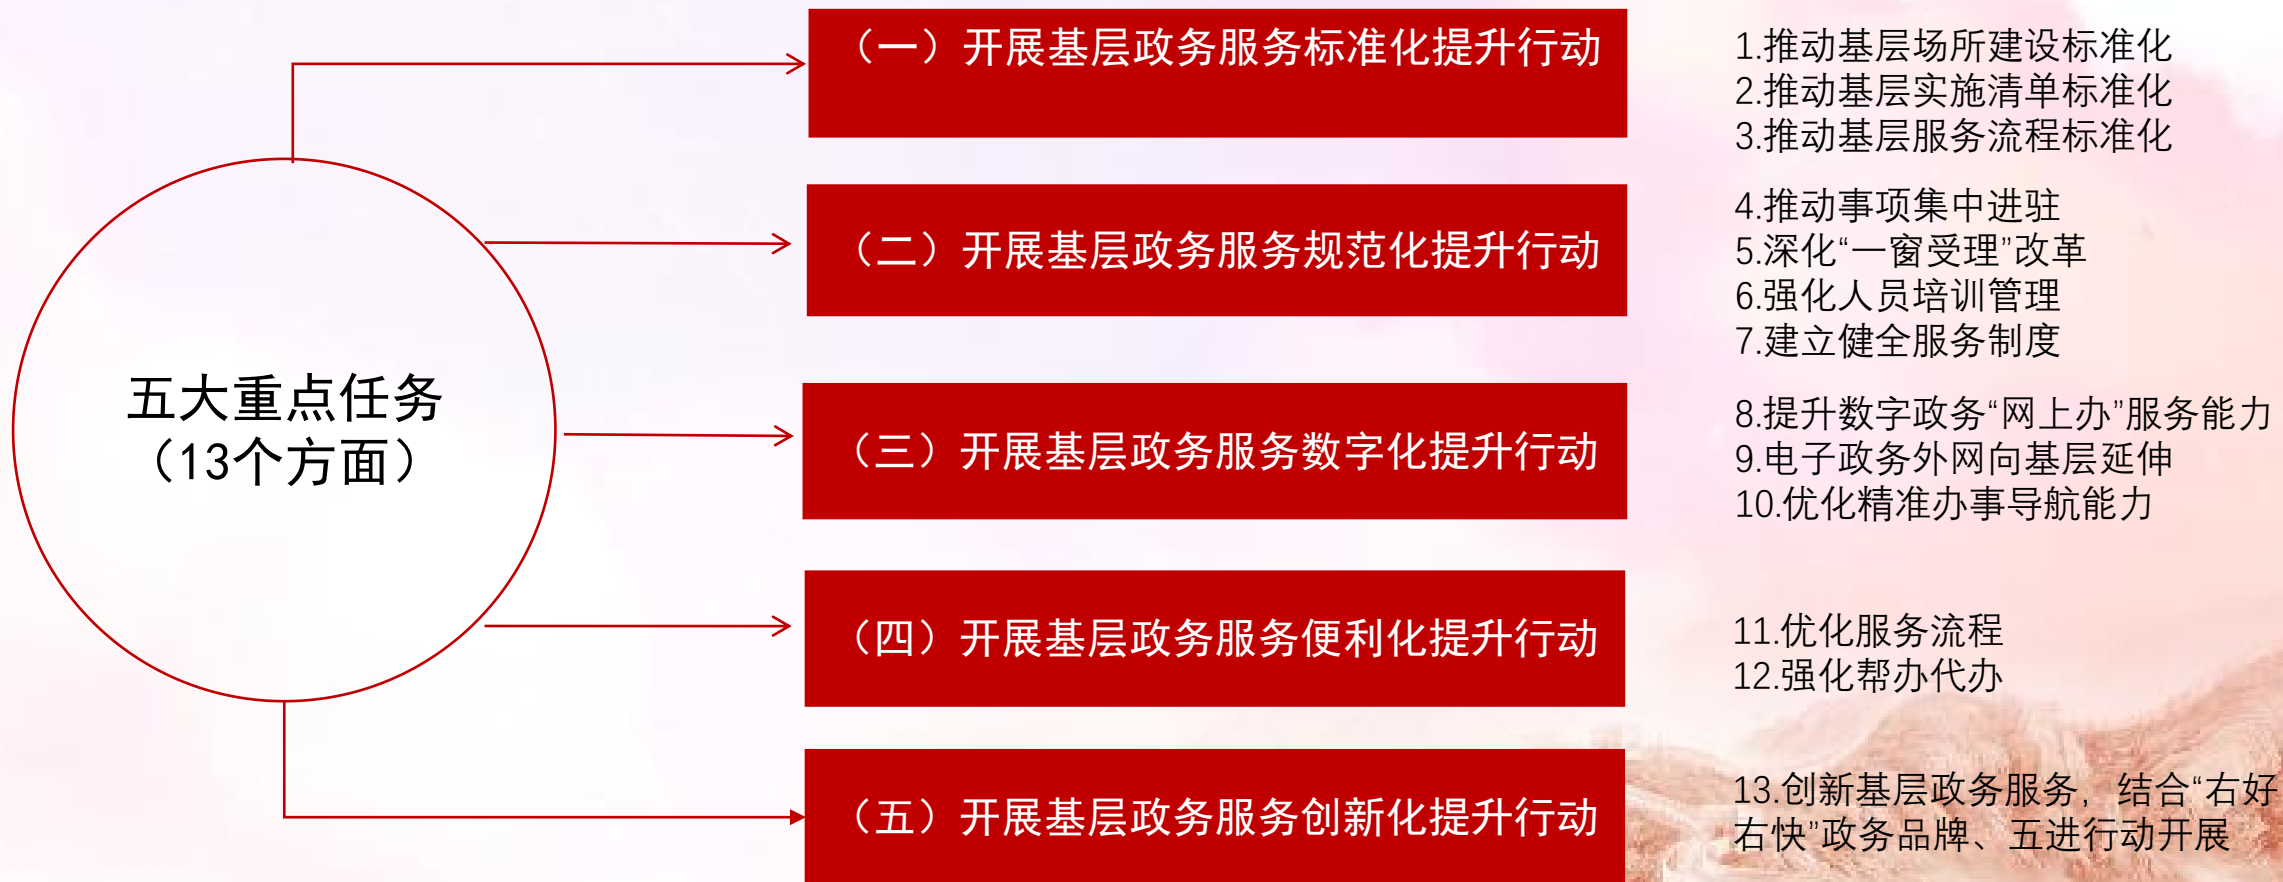 五大重点任务
（13个方面）
（一）开展基层政务服务标准化提升行动
1.推动基层场所建设标准化
2.推动基层实施清单标准化
3.推动基层服务流程标准化
（二）开展基层政务服务规范化提升行动
4.推动事项集中进驻
5.深化“一窗受理”改革
6.强化人员培训管理
7.建立健全服务制度
（三）开展基层政务服务数字化提升行动
8.提升数字政务“网上办”服务能力
9.电子政务外网向基层延伸
10.优化精准办事导航能力
（四）开展基层政务服务便利化提升行动
11.优化服务流程
12.强化帮办代办
（五）开展基层政务服务创新化提升行动
13.创新基层政务服务，结合“右好
右快”政务品牌、五进行动开展